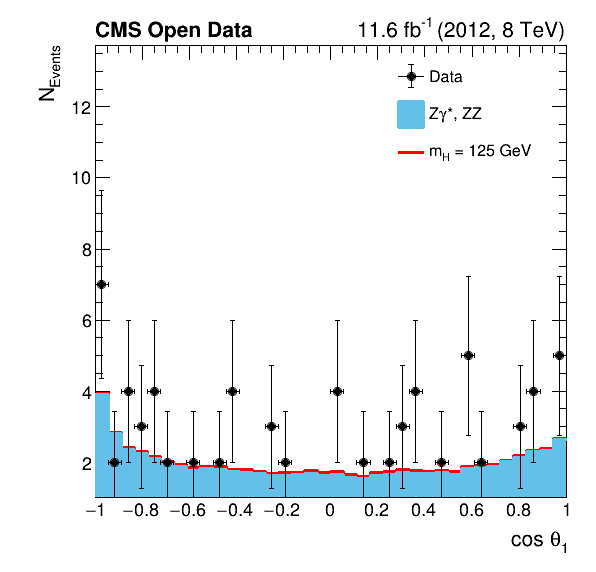 CMS Open Data 11.6 fb⁻¹ (2012, 8 TeV)
N_Events
Data
Zγ*, ZZ
m_H = 125 GeV
12
10
8
6
4
2
−1 −0.8 −0.6 −0.4 −0.2 0 0.2 0.4 0.6 0.8 1
cos θ₁